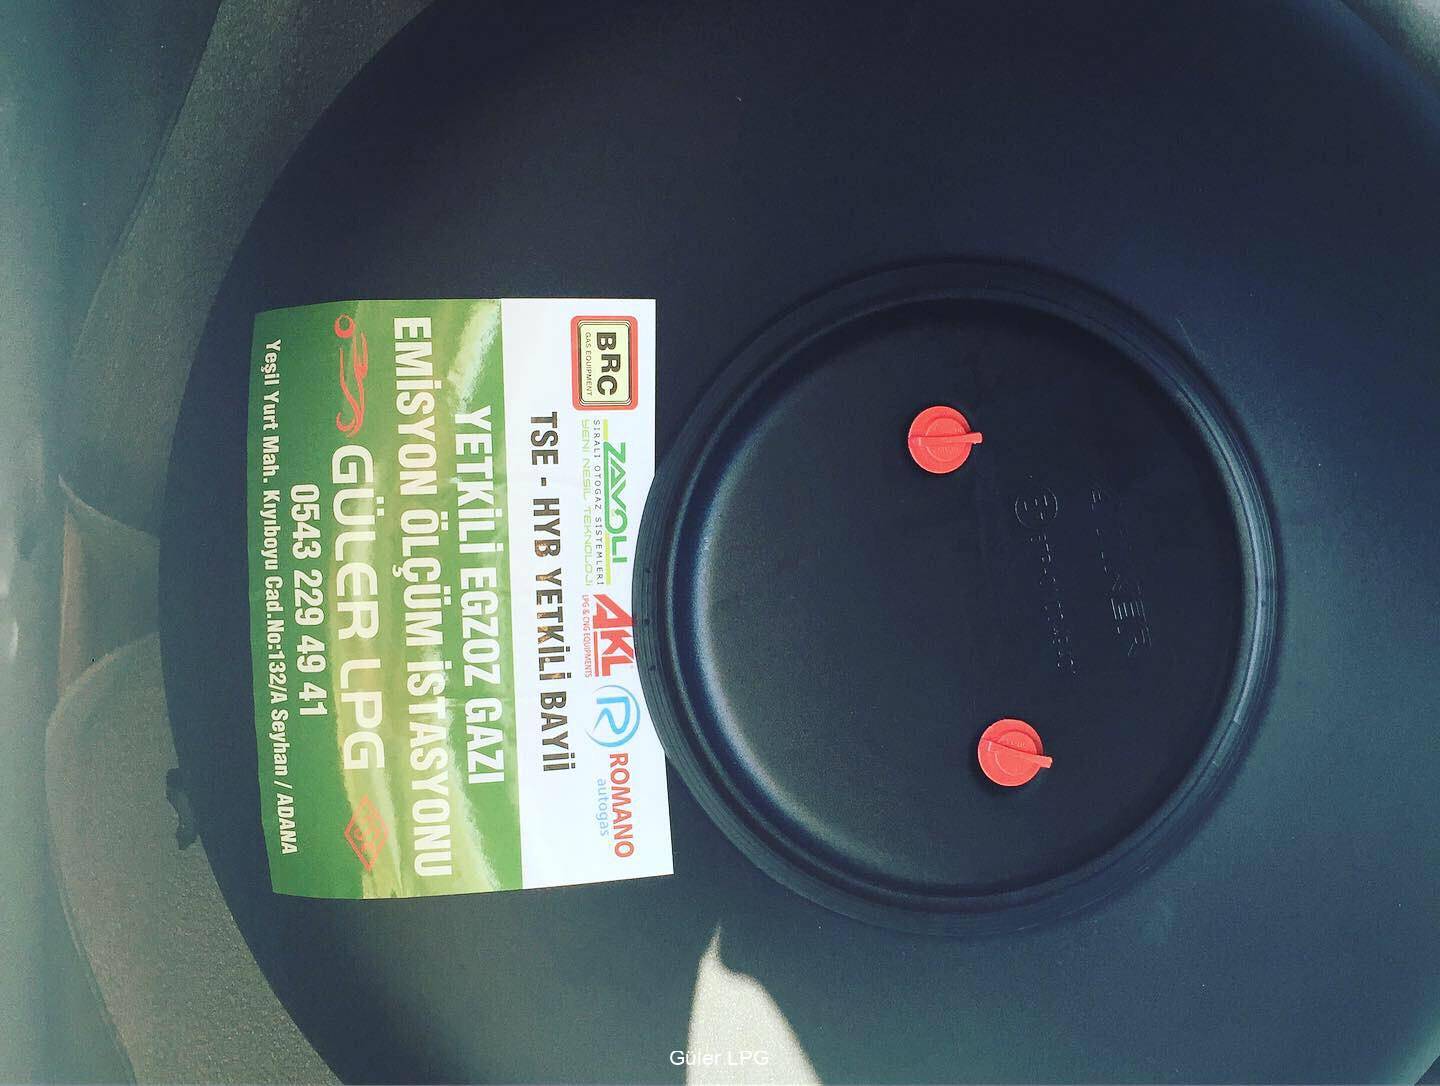 BRC
GAS EQUIPMENT
ZAVOLI
SIRALI OTOGAZ SİSTEMLERİ
YENİ NESİL TEKNOLOJİ
AKL
LPG & CNG EQUIPMENTS
R ROMANO
autogas
TSE - HYB YETKİLİ BAYİİ
YETKİLİ EGZOZ GAZI
EMİSYON ÖLÇÜM İSTASYONU
GÜLER LPG
0543 229 49 41
Yeşil Yurt Mah. Kıyıboyu Cad.No:132/A Seyhan / ADANA
Güler LPG